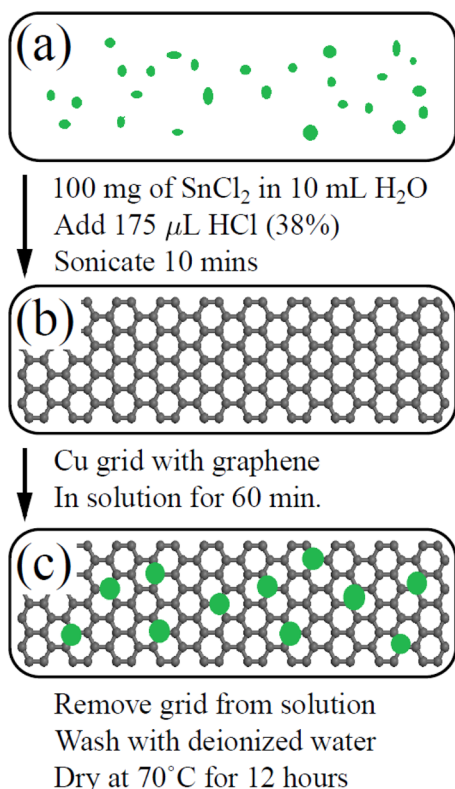 (a)
100 mg of SnCl₂ in 10 mL H₂O
Add 175 μL HCl (38%)
Sonicate 10 mins
(b)
Cu grid with graphene
In solution for 60 min.
(c)
Remove grid from solution
Wash with deionized water
Dry at 70°C for 12 hours